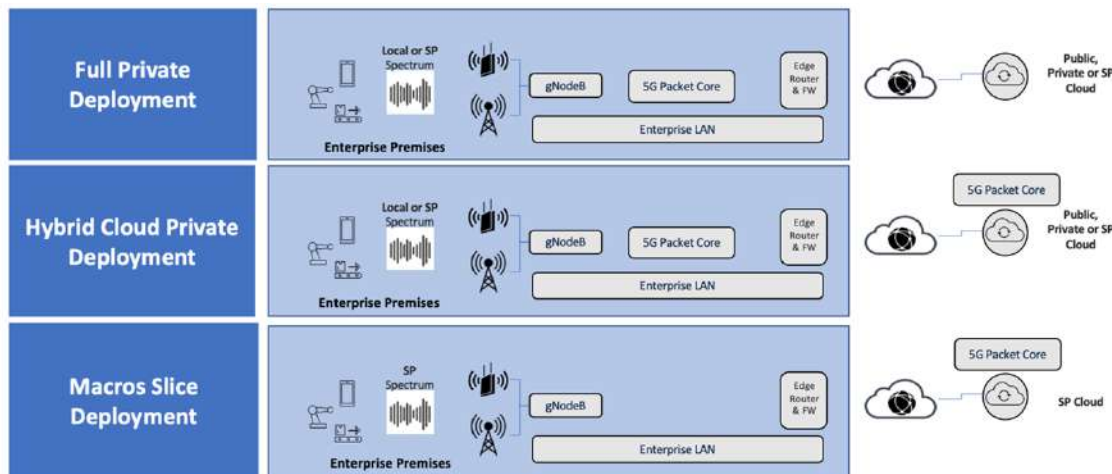 Full Private
Deployment
Local or SP
Spectrum
Enterprise Premises
gNodeB
5G Packet Core
Edge
Router
& FW
Enterprise LAN
Public,
Private or SP
Cloud
Hybrid Cloud Private
Deployment
Local or SP
Spectrum
Enterprise Premises
gNodeB
5G Packet Core
Edge
Router
& FW
Enterprise LAN
5G Packet Core
Public,
Private or SP
Cloud
Macros Slice
Deployment
SP
Spectrum
Enterprise Premises
gNodeB
Edge
Router
& FW
Enterprise LAN
5G Packet Core
SP Cloud